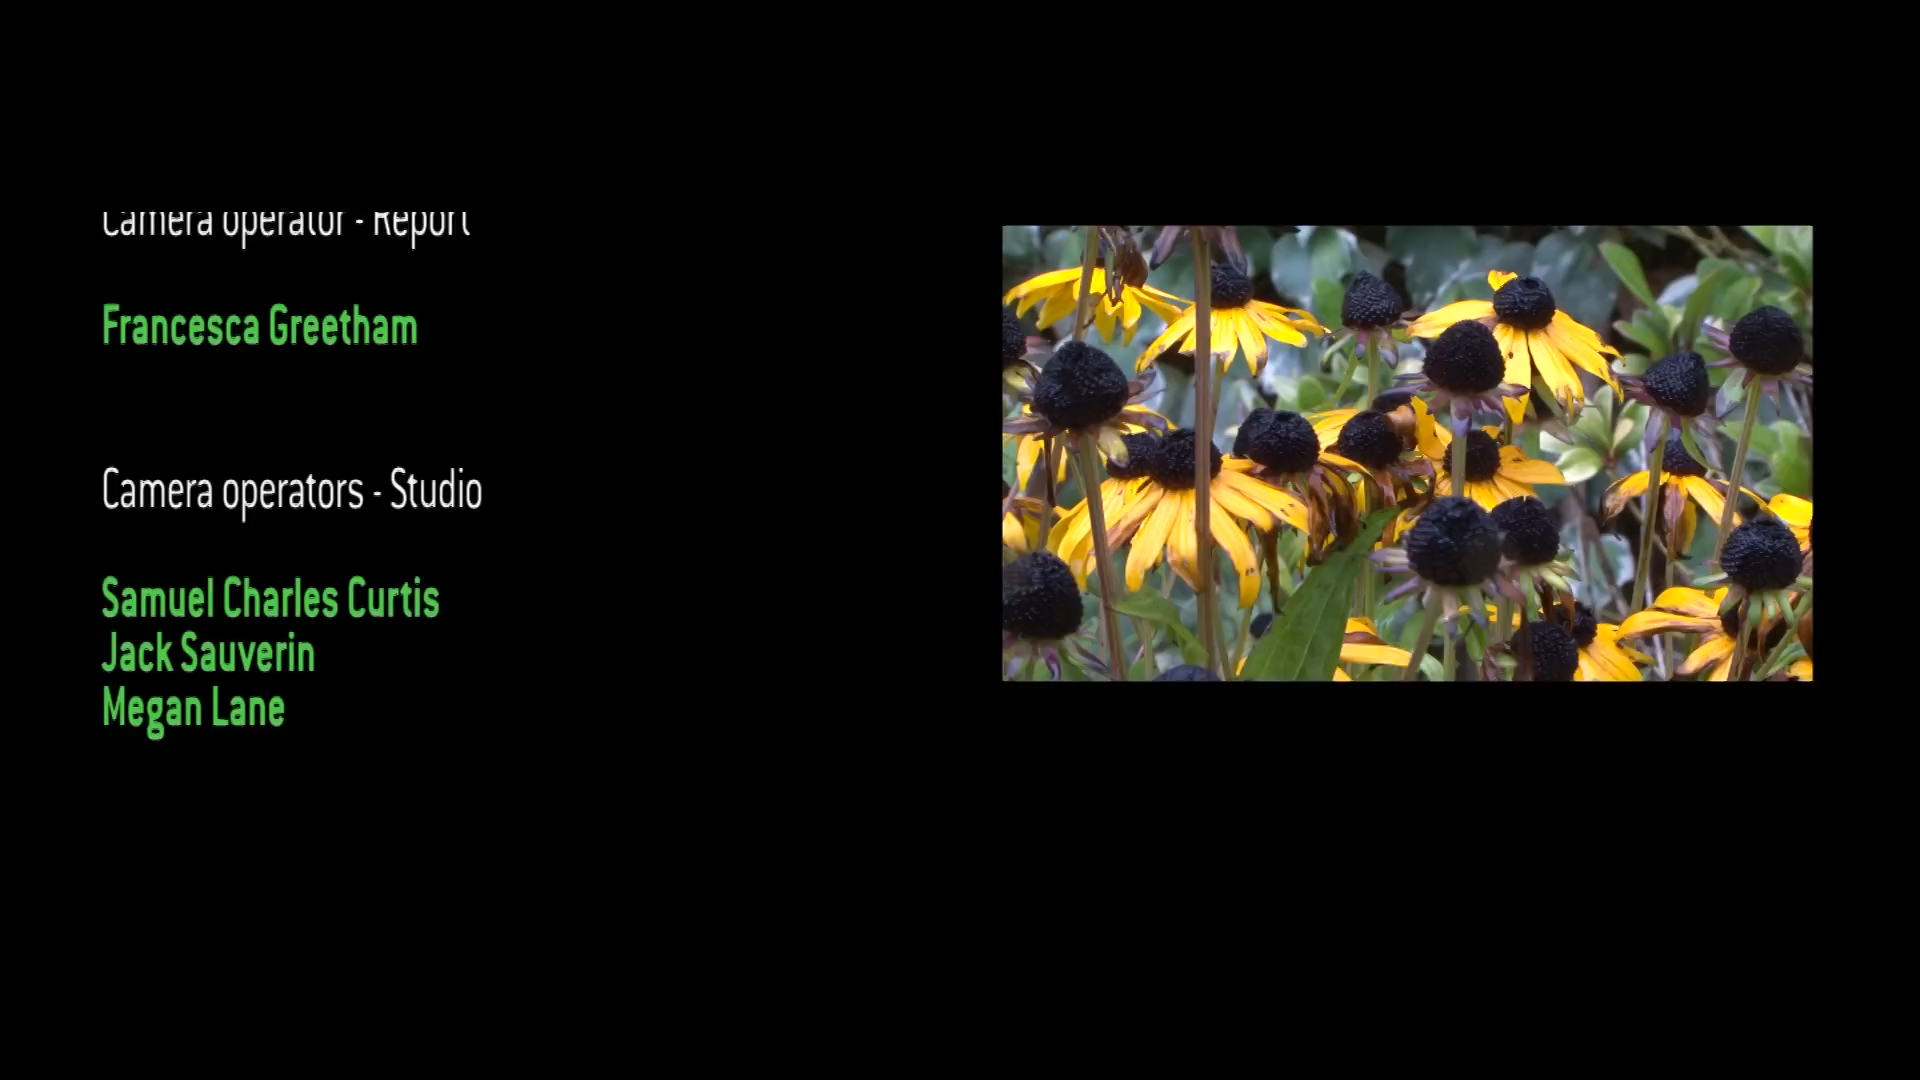 Camera operator - Report
Francesca Greetham
Camera operators - Studio
Samuel Charles Curtis
Jack Sauverin
Megan Lane